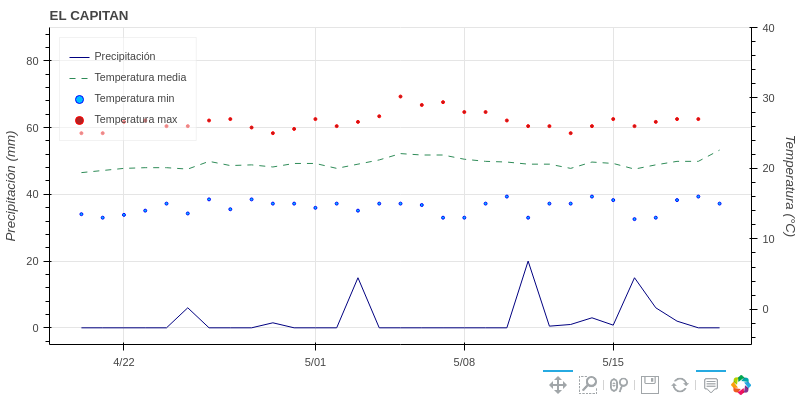 EL CAPITAN
Precipitación
Temperatura media
Temperatura min
Temperatura max
Precipitación (mm)
80
60
40
20
0
Temperatura (°C)
40
30
20
10
0
4/22
5/01
5/08
5/15